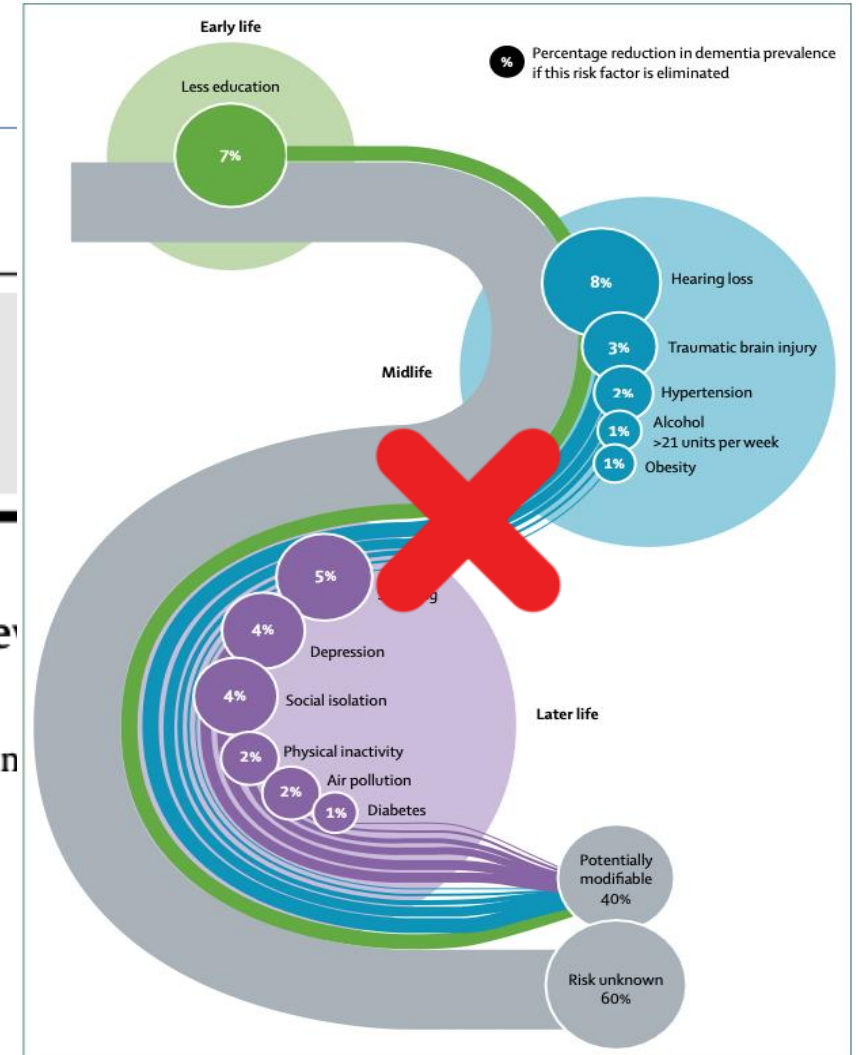 Early life
Percentage reduction in dementia prevalence
if this risk factor is eliminated
%
Less education
7%
8%
Hearing loss
3%
Traumatic brain injury
Midlife
2%
Hypertension
1%
Alcohol
>21 units per week
1%
Obesity
5%
4%
Depression
4%
Social isolation
Later life
2%
Physical inactivity
2%
Air pollution
1%
Diabetes
Potentially
modifiable
40%
Risk unknown
60%